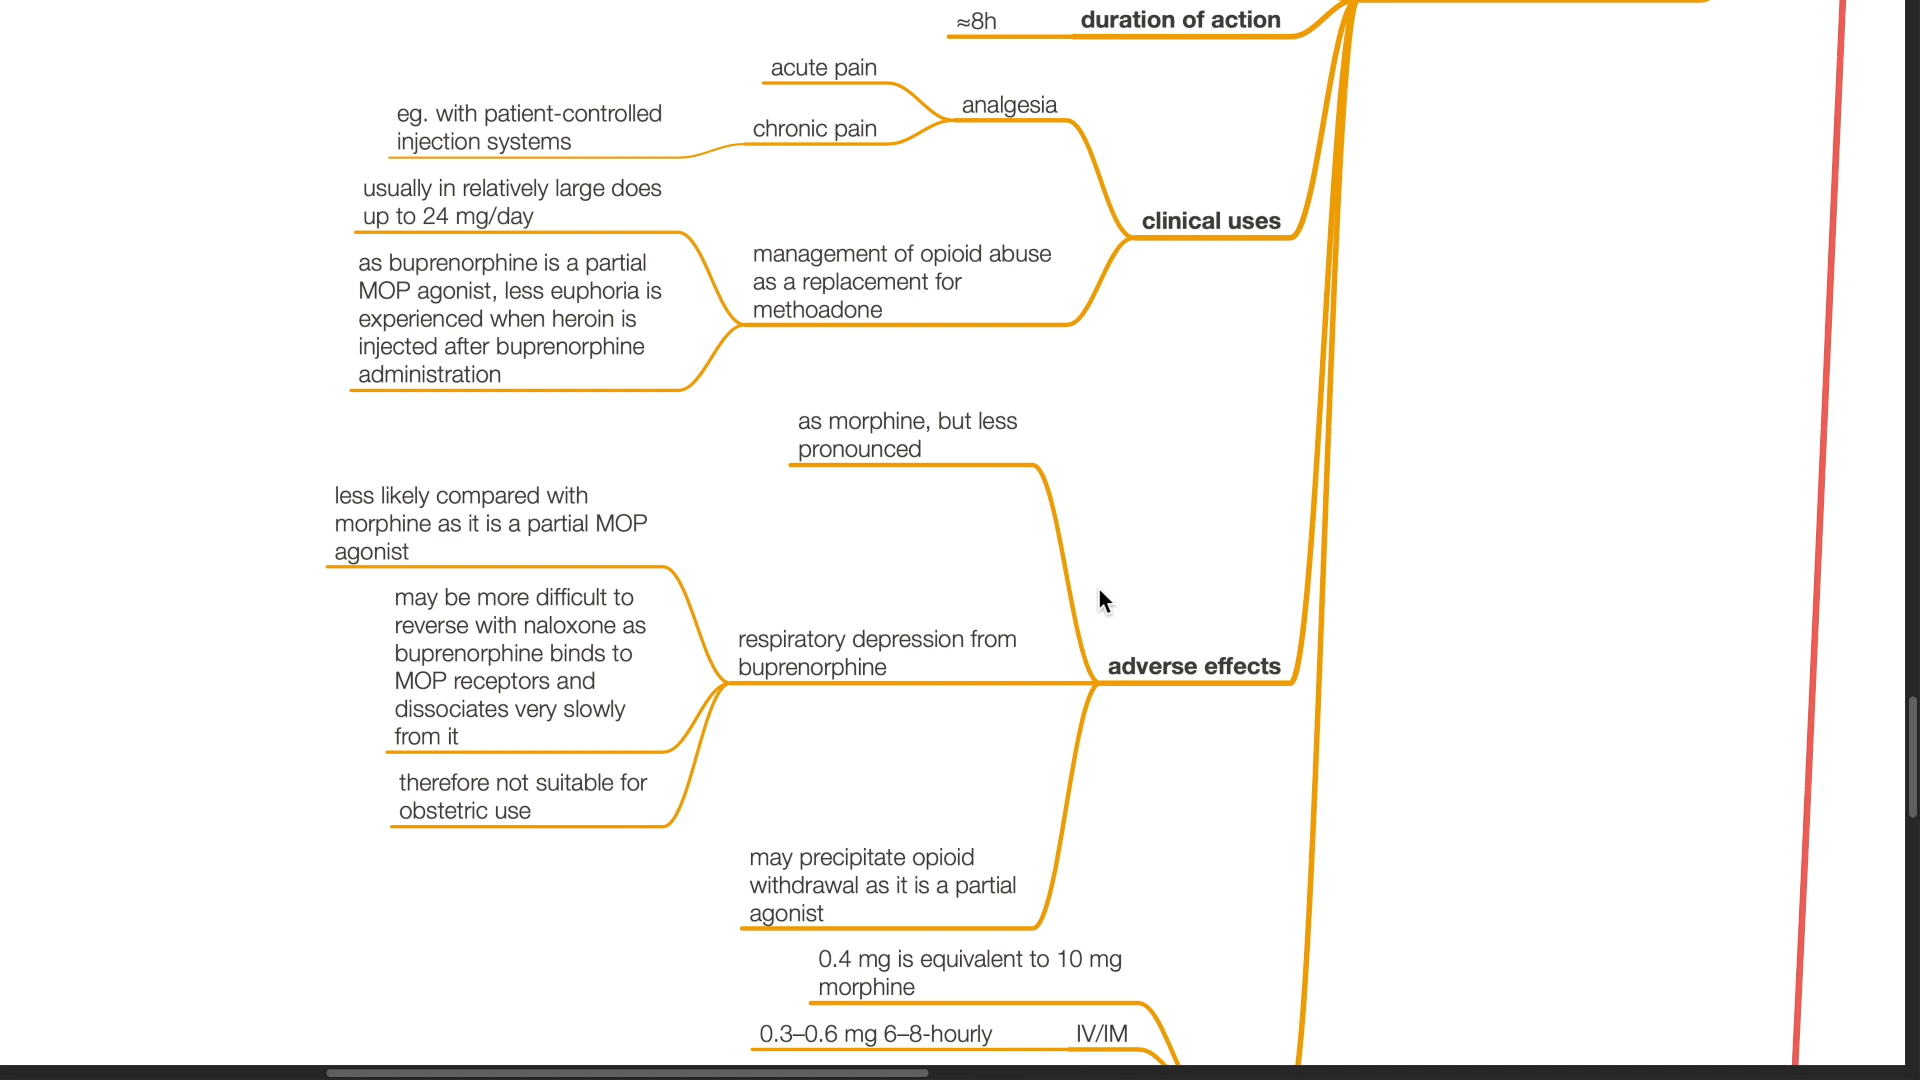 ≈8h
duration of action
acute pain
eg. with patient-controlled
injection systems
chronic pain
analgesia
usually in relatively large does
up to 24 mg/day
as buprenorphine is a partial
MOP agonist, less euphoria is
experienced when heroin is
injected after buprenorphine
administration
management of opioid abuse
as a replacement for
methoadone
clinical uses
as morphine, but less
pronounced
less likely compared with
morphine as it is a partial MOP
agonist
may be more difficult to
reverse with naloxone as
buprenorphine binds to
MOP receptors and
dissociates very slowly
from it
therefore not suitable for
obstetric use
respiratory depression from
buprenorphine
adverse effects
may precipitate opioid
withdrawal as it is a partial
agonist
0.4 mg is equivalent to 10 mg
morphine
0.3–0.6 mg 6–8-hourly
IV/IM